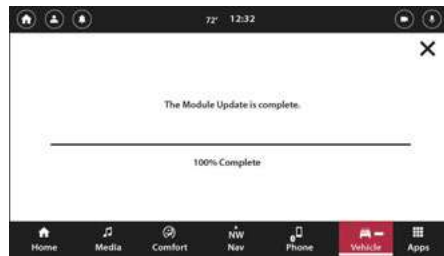 72° 12:32
The Module Update is complete.
100% Complete
NW
Home Media Comfort Nav Phone Vehicle Apps